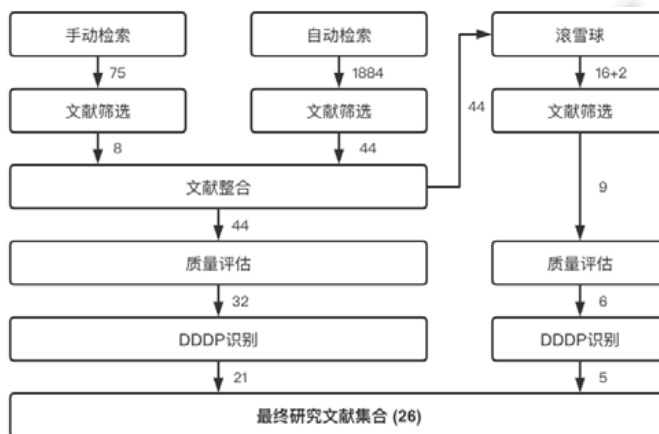 手动检索
自动检索
滚雪球
75
1884
16+2
文献筛选
文献筛选
44
文献筛选
8
44
文献整合
9
44
质量评估
质量评估
32
6
DDDP识别
DDDP识别
21
5
最终研究文献集合 (26)